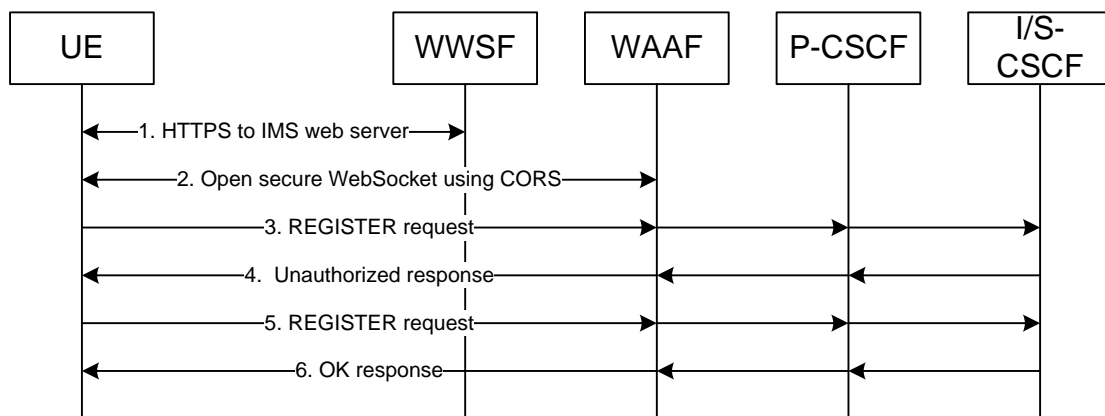 UE
WWSF
WAAF
P-CSCF
I/S-
CSCF
1. HTTPS to IMS web server
2. Open secure WebSocket using CORS
3. REGISTER request
4. Unauthorized response
5. REGISTER request
6. OK response